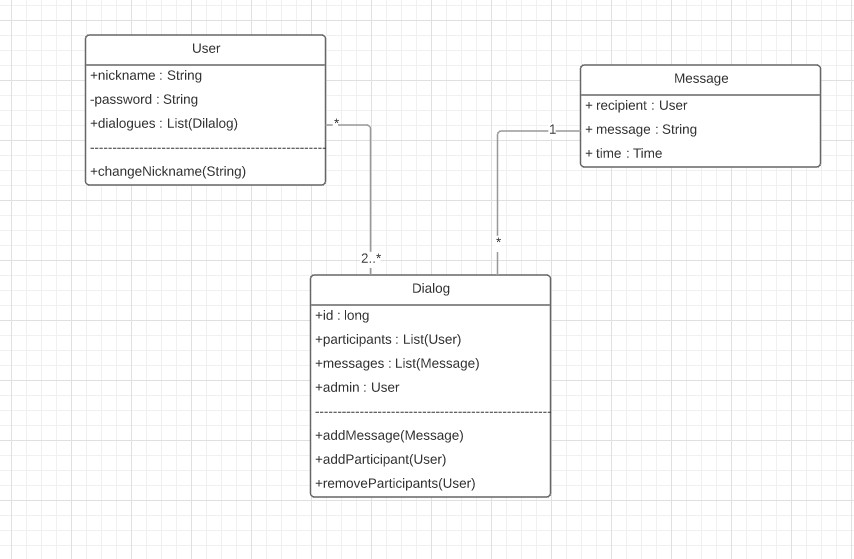 User
+nickname : String
-password : String
+dialogues : List(Dilalog)
+changeNickname(String)
*
2..*
Message
+ recipient : User
+ message : String
+ time : Time
1
*
Dialog
+id : long
+participants : List(User)
+messages : List(Message)
+admin : User
+addMessage(Message)
+addParticipant(User)
+removeParticipants(User)